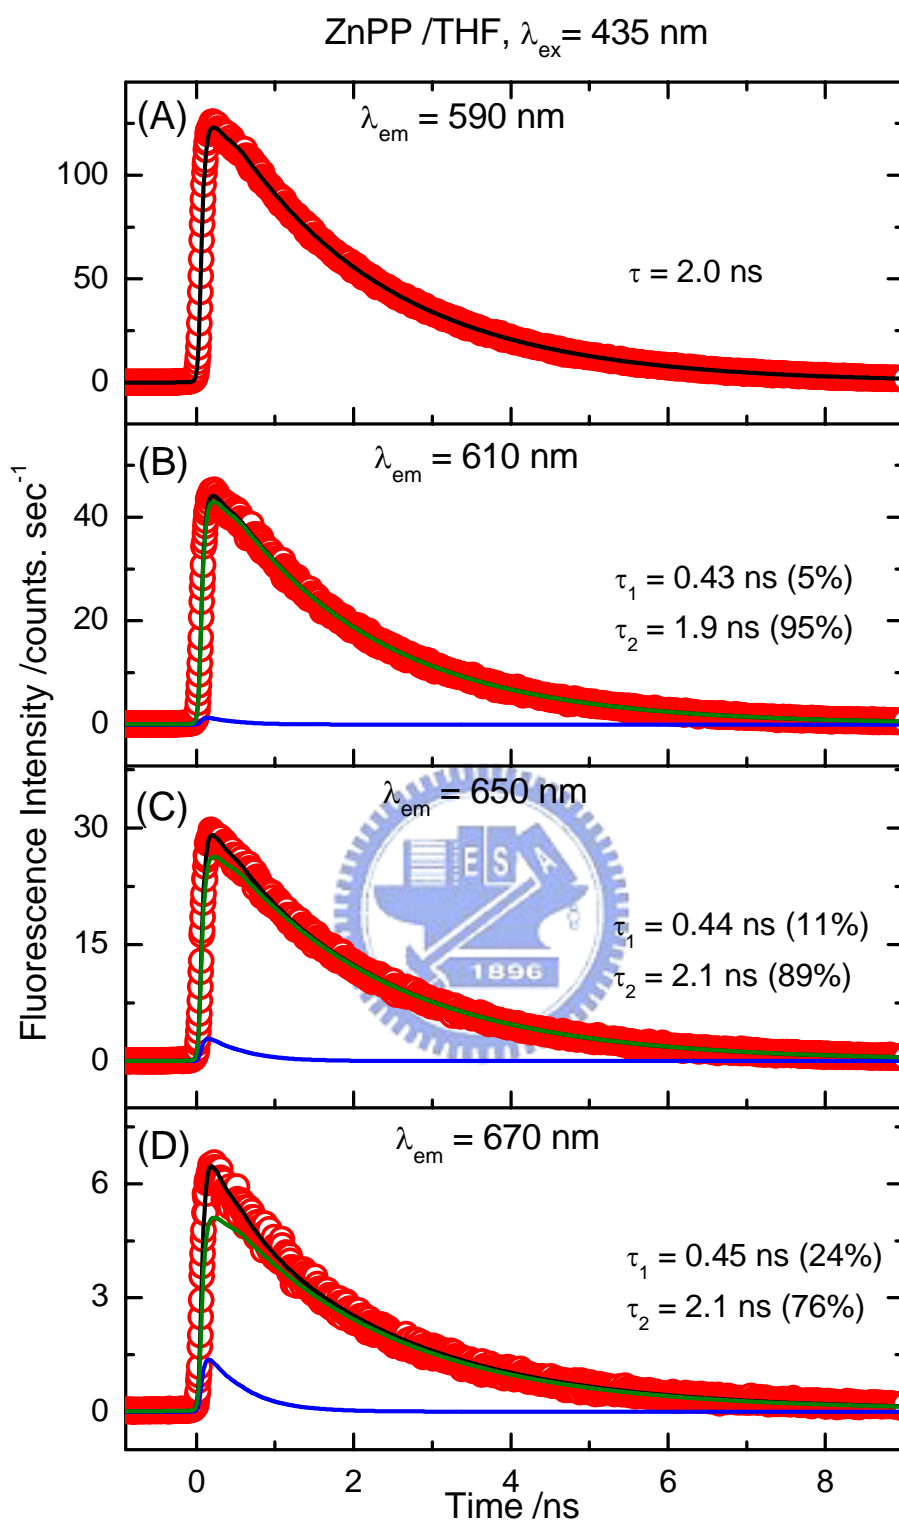 ZnPP /THF, λex= 435 nm
(A)
λem = 590 nm
100
50
0
τ = 2.0 ns
(B)
λem = 610 nm
40
20
0
τ1 = 0.43 ns (5%)
τ2 = 1.9 ns (95%)
Fluorescence Intensity /counts. sec-1
(C)
λem = 650 nm
30
15
0
E S A
1896
τ1 = 0.44 ns (11%)
τ2 = 2.1 ns (89%)
(D)
λem = 670 nm
6
3
0
τ1 = 0.45 ns (24%)
τ2 = 2.1 ns (76%)
0 2 4 6 8
Time /ns